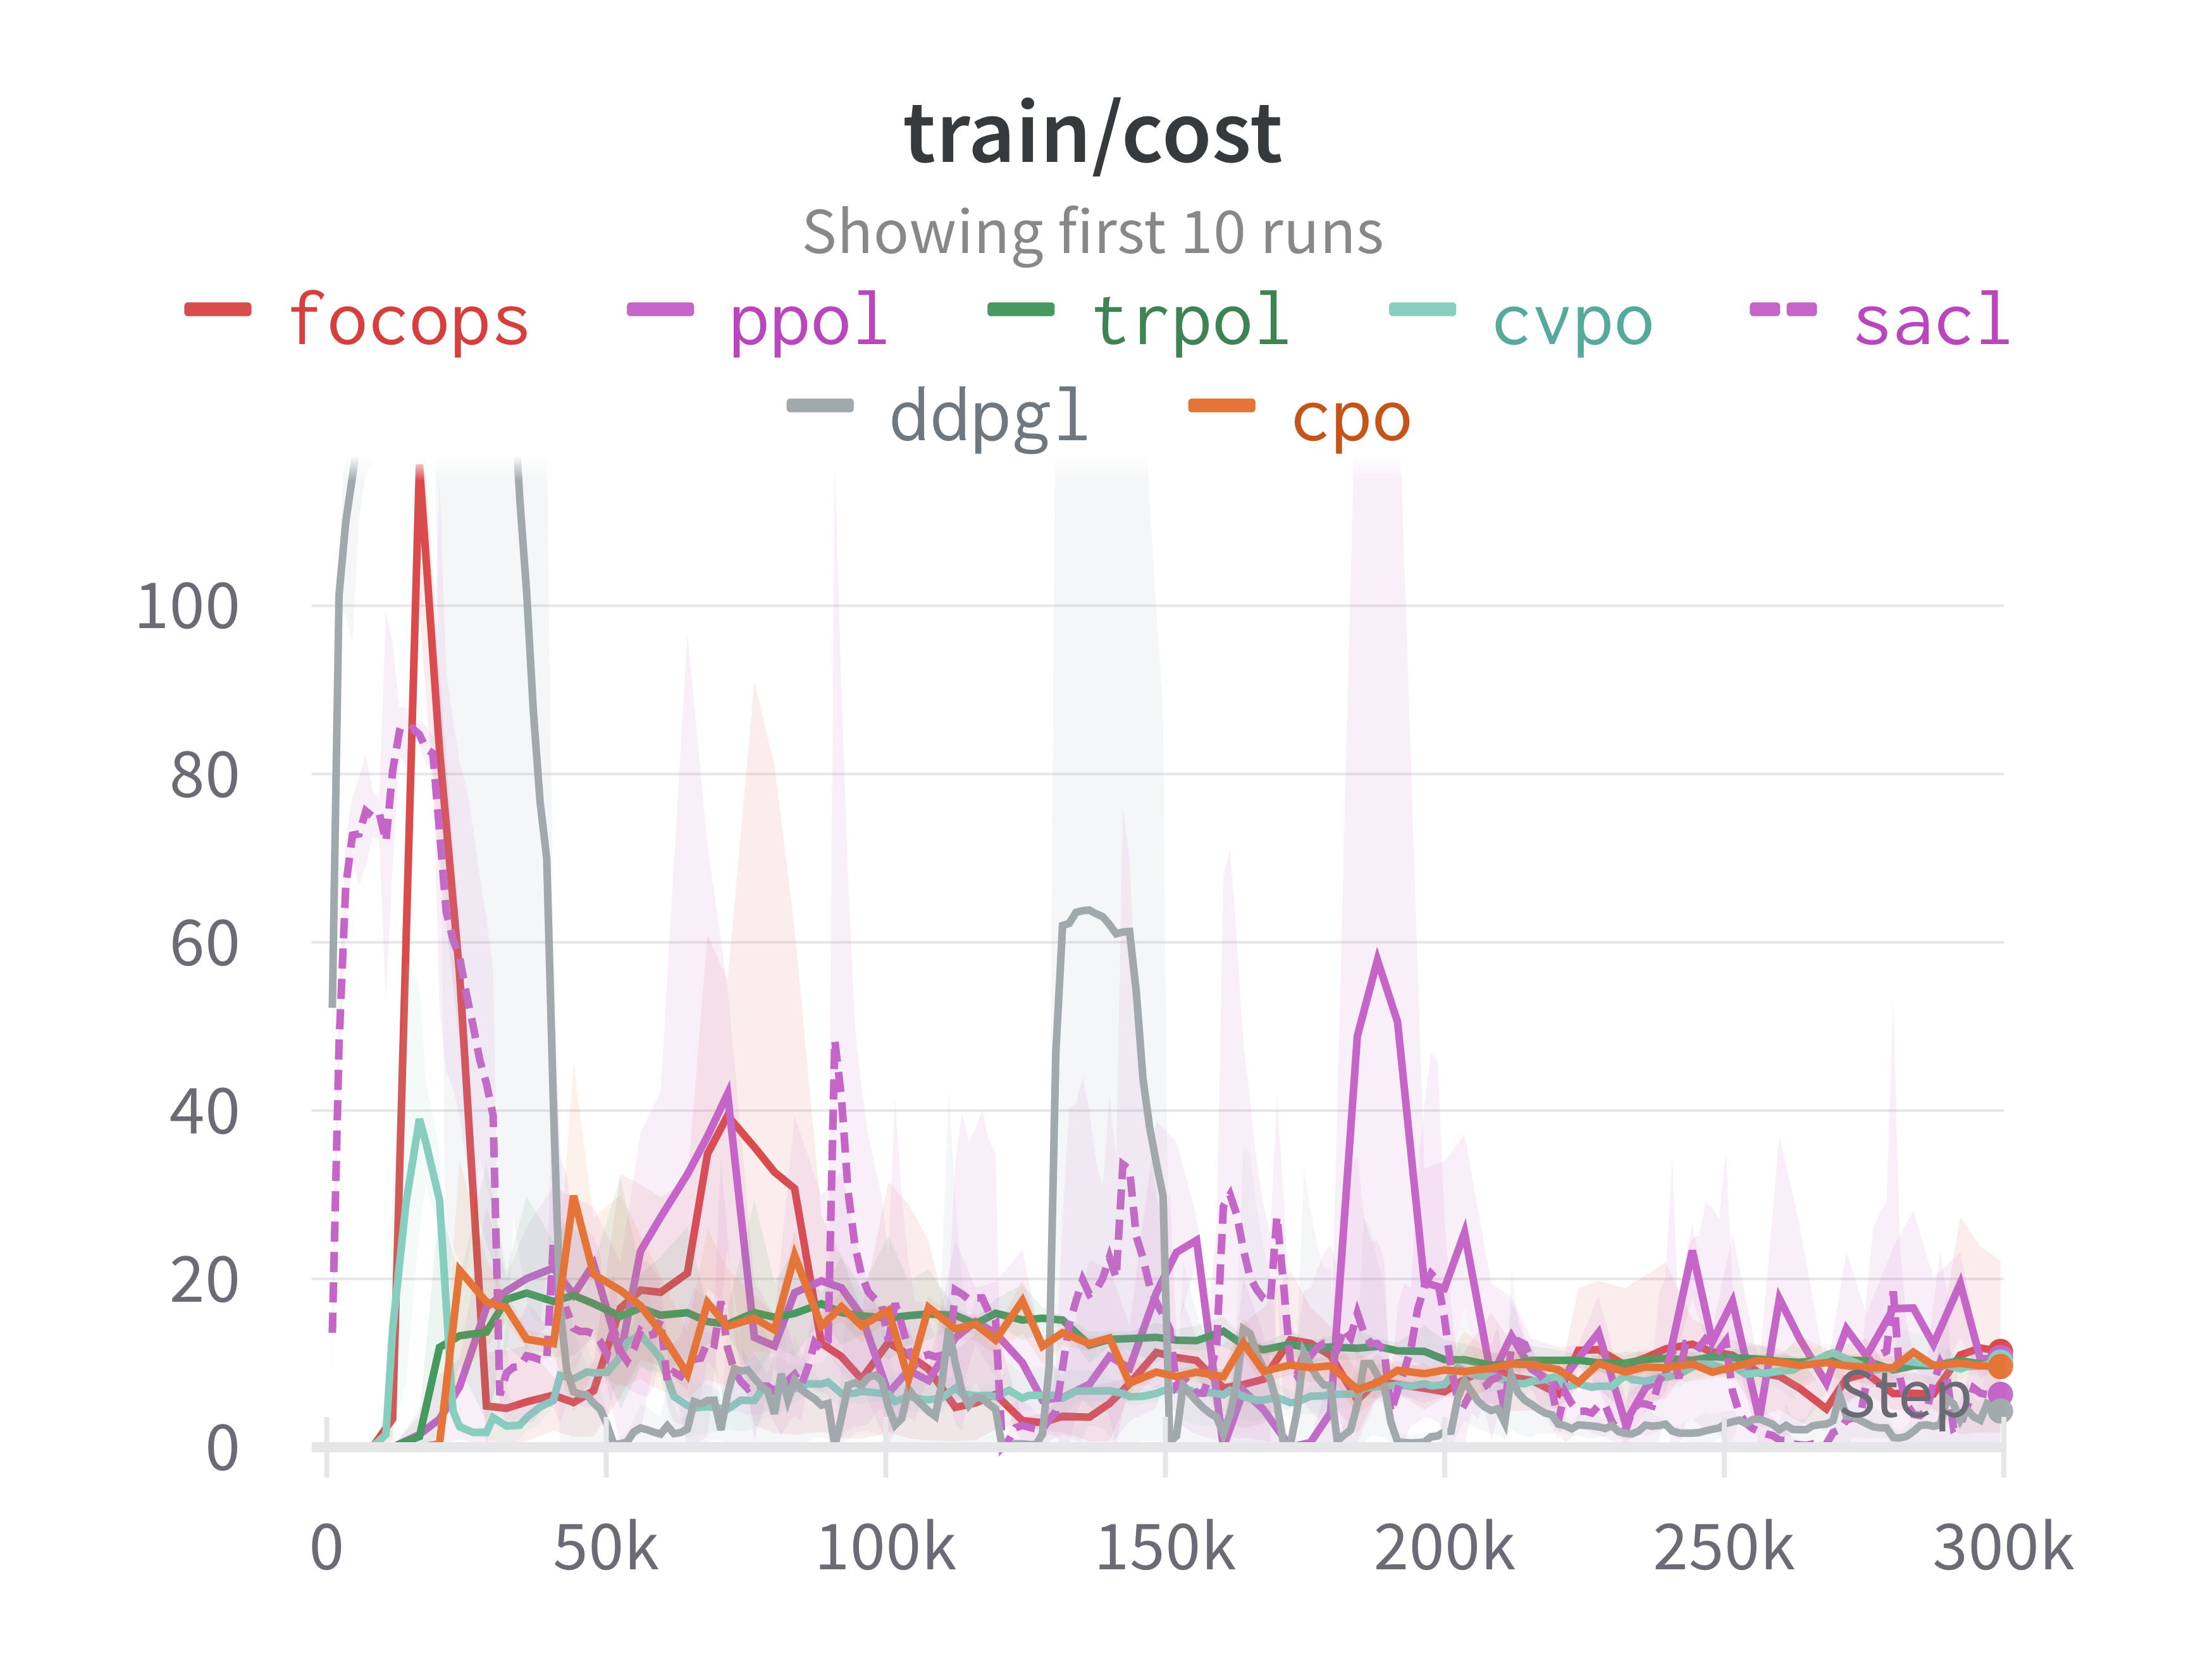 train/cost
Showing first 10 runs
focops ppol trpol cvpo sacl
ddpgl cpo
100
80
60
40
20
0
Step
0 50k 100k 150k 200k 250k 300k